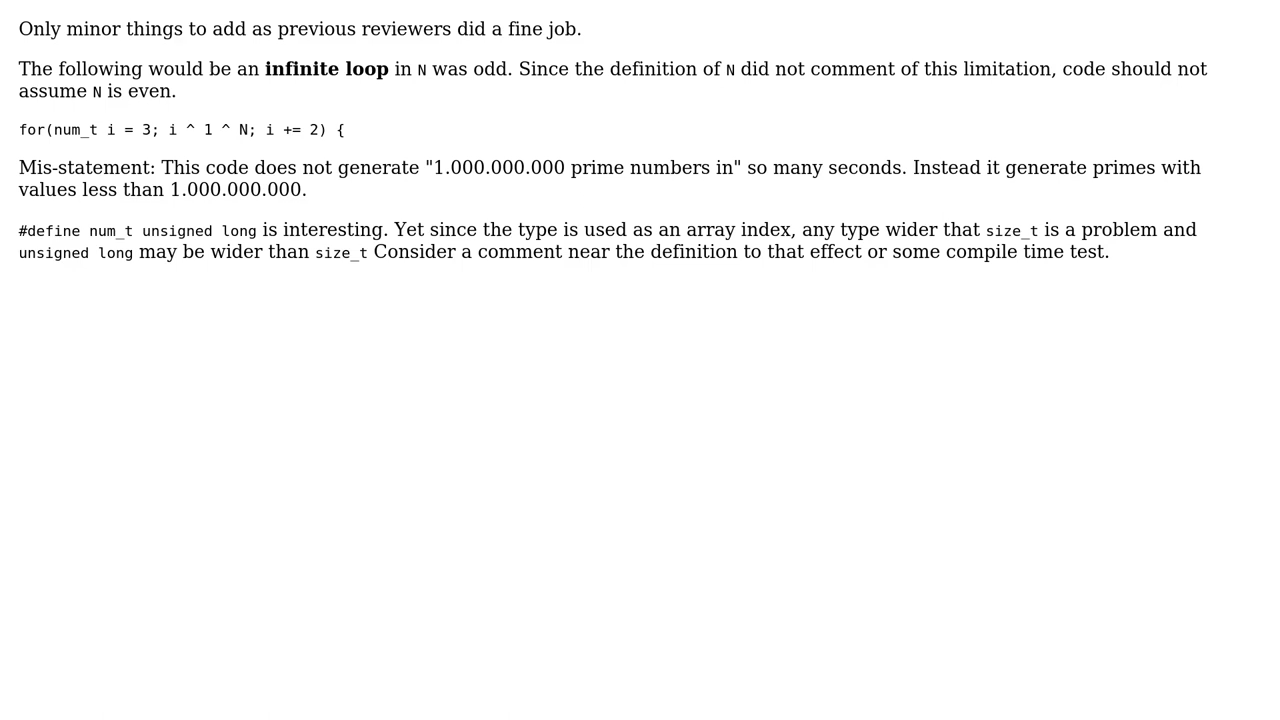 Only minor things to add as previous reviewers did a fine job.
The following would be an infinite loop in N was odd. Since the definition of N did not comment of this limitation, code should not
assume N is even.
for(num_t i = 3; i ^ 1 ^ N; i += 2) {
Mis-statement: This code does not generate "1.000.000.000 prime numbers in" so many seconds. Instead it generate primes with
values less than 1.000.000.000.
#define num_t unsigned long is interesting. Yet since the type is used as an array index, any type wider that size_t is a problem and
unsigned long may be wider than size_t Consider a comment near the definition to that effect or some compile time test.